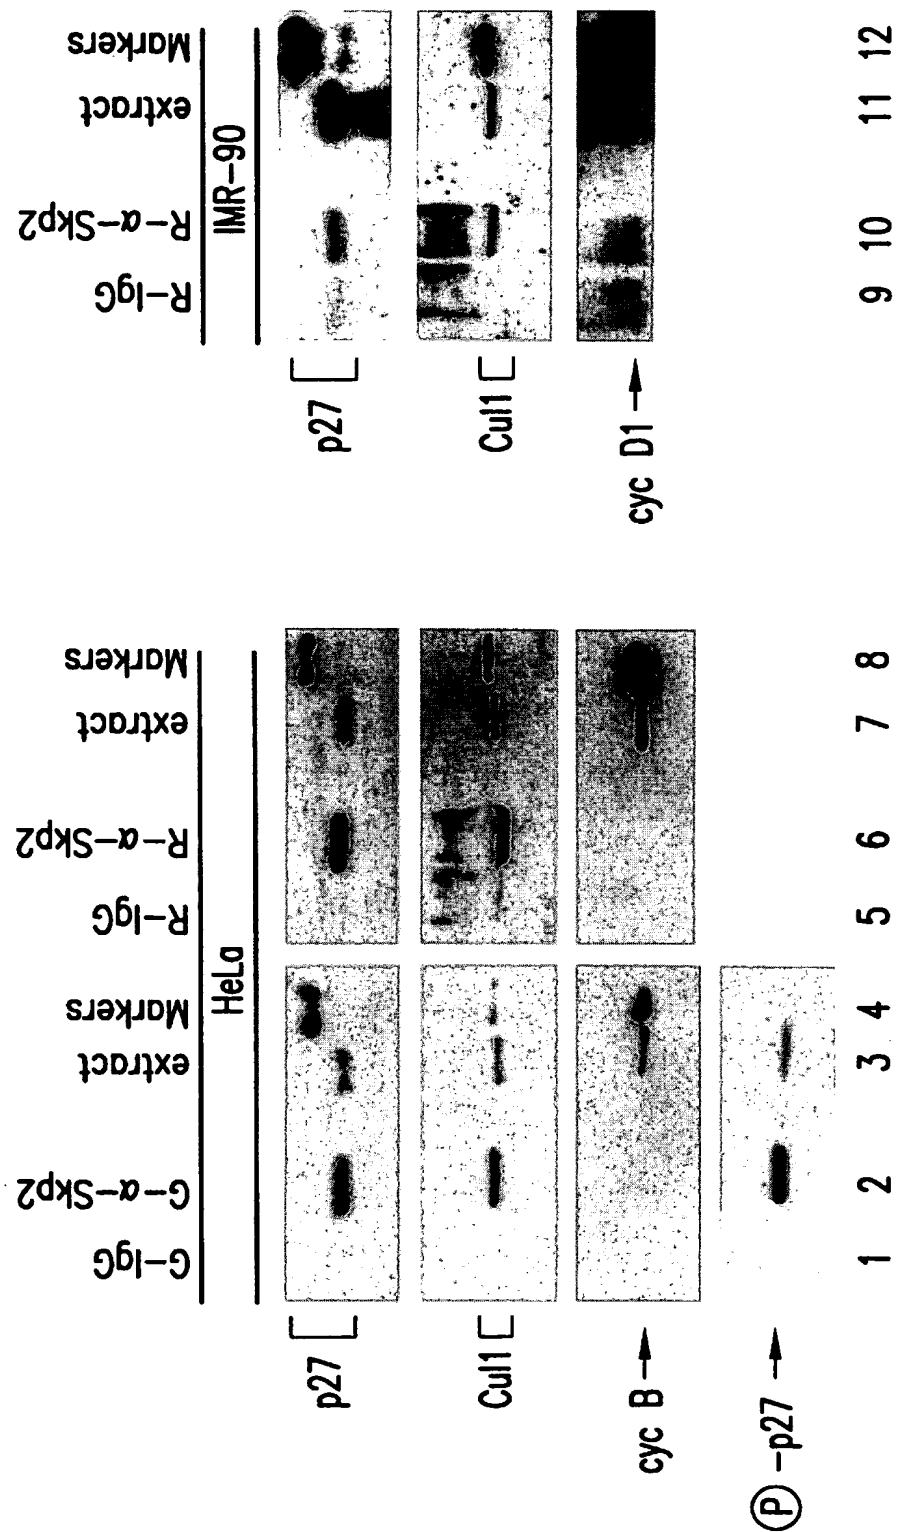 G-IgG
G-α-Skp2
extract
Markers
R-IgG
R-α-Skp2
extract
Markers
R-IgG
R-α-Skp2
extract
Markers
HeLa
IMR-90
p27
p27
Cul1
Cul1
cyc B
cyc D1
P -p27
1 2 3 4 5 6 7 8 9 10 11 12